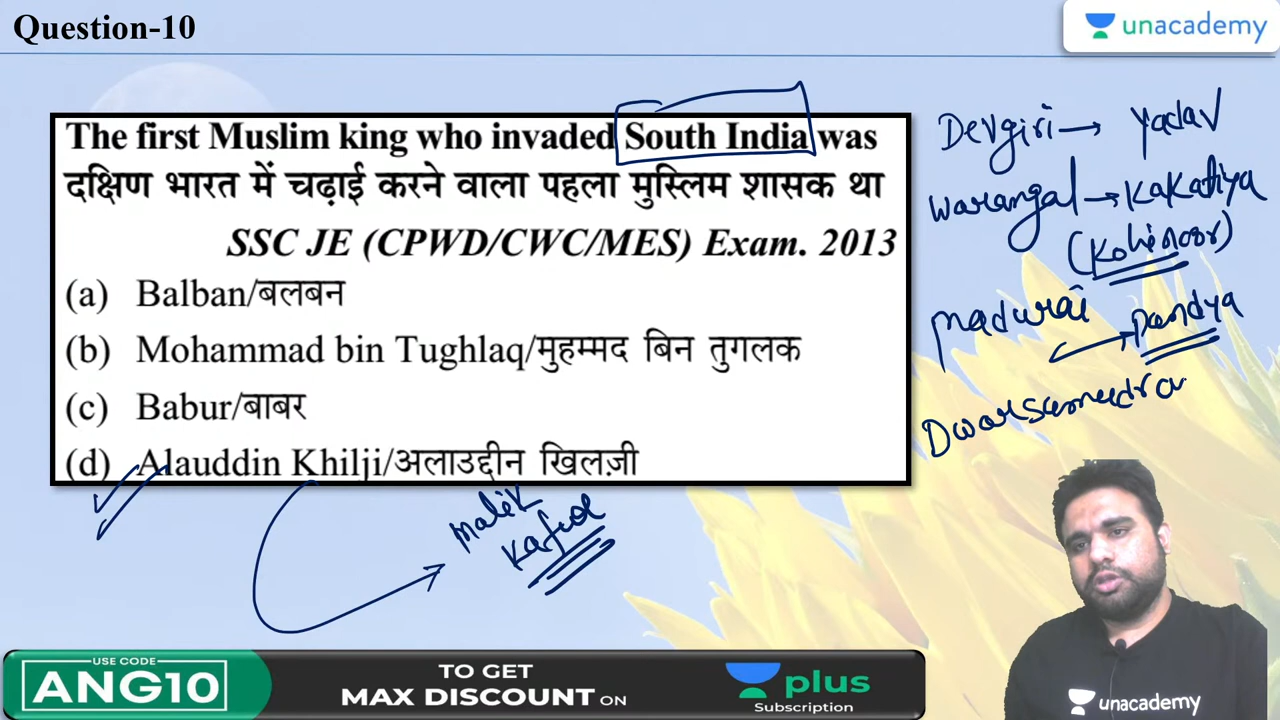 Question-10
unacademy
The first Muslim king who invaded South India was
दक्षिण भारत में चढ़ाई करने वाला पहला मुस्लिम शासक था
SSC JE (CPWD/CWC/MES) Exam. 2013
(a) Balban/बलबन
(b) Mohammad bin Tughlaq/मुहम्मद बिन तुगलक
(c) Babur/बाबर
(d) Alauddin Khilji/अलाउद्दीन खिलज़ी
Malik
Kafur
Devgiri → Yadav
Warangal → Kakatiya
(Kohinoor)
Madurai
→ Pandya
Dwarsamudra
USE CODE
ANG10
TO GET
MAX DISCOUNT ON
plus
Subscription
unacademy